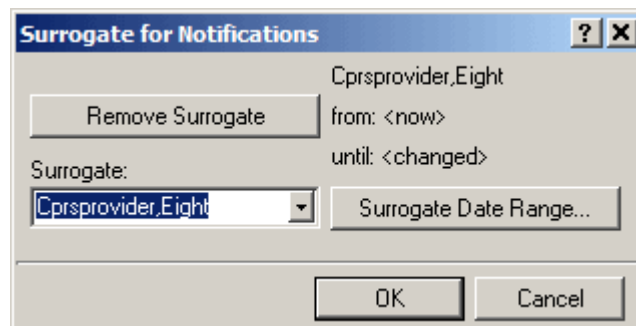 Surrogate for Notifications
Cprsprovider,Eight
Remove Surrogate
from: <now>
until: <changed>
Surrogate:
Cprsprovider,Eight
Surrogate Date Range...
OK
Cancel